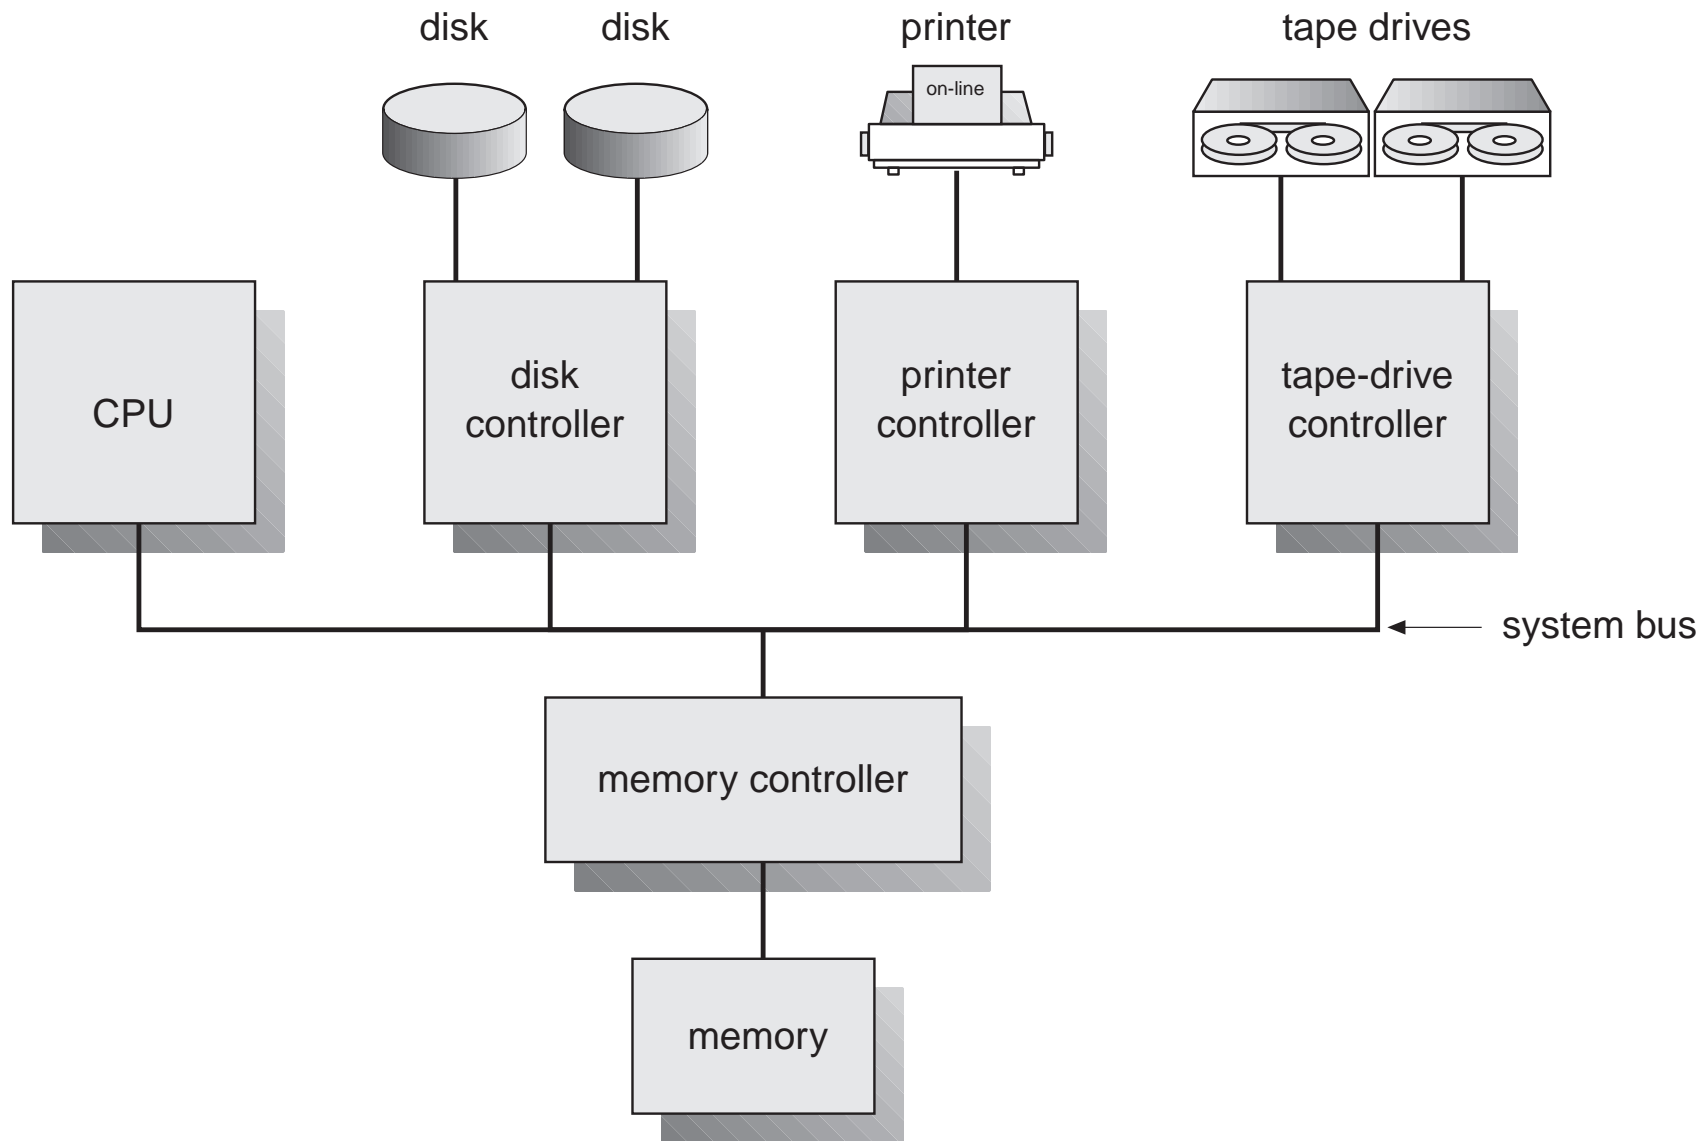 disk
disk
printer
tape drives
on-line
CPU
disk
controller
printer
controller
tape-drive
controller
system bus
memory controller
memory